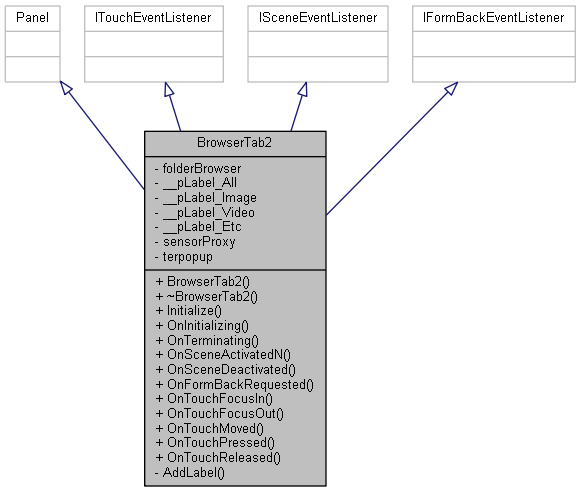 Panel
ITouchEventListener
ISceneEventListener
IFormBackEventListener
BrowserTab2
- folderBrowser
- __pLabel_All
- __pLabel_Image
- __pLabel_Video
- __pLabel_Etc
- sensorProxy
- terpopup
+ BrowserTab2()
+ ~BrowserTab2()
+ Initialize()
+ OnInitializing()
+ OnTerminating()
+ OnSceneActivatedN()
+ OnSceneDeactivated()
+ OnFormBackRequested()
+ OnTouchFocusIn()
+ OnTouchFocusOut()
+ OnTouchMoved()
+ OnTouchPressed()
+ OnTouchReleased()
- AddLabel()